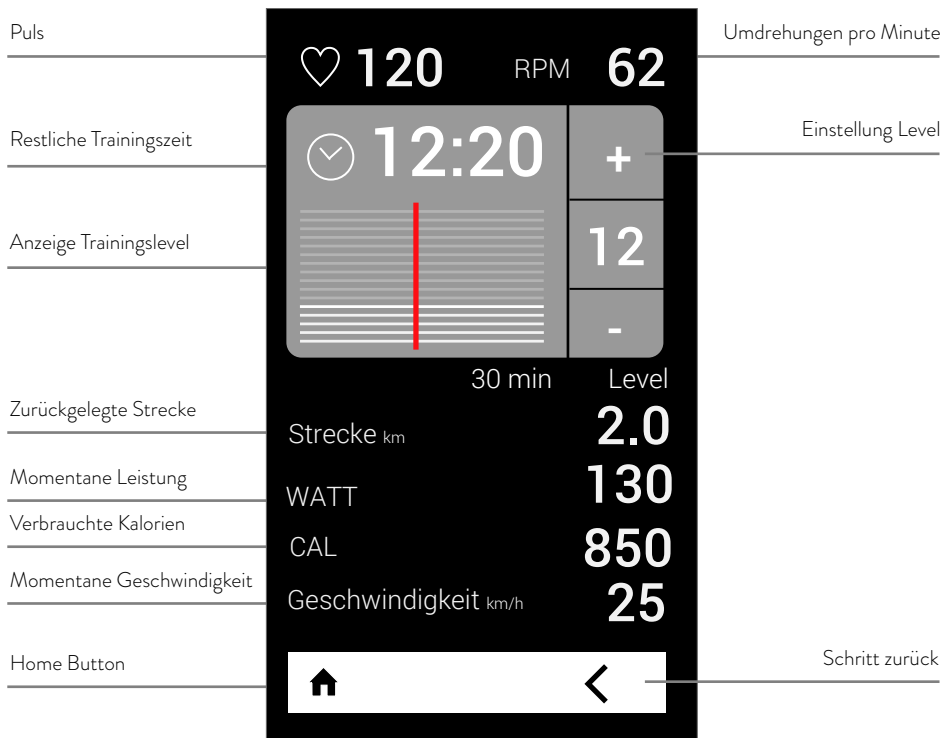 Puls
Umdrehungen pro Minute
120 RPM 62
Restliche Trainingszeit
Einstellung Level
12:20 +
Anzeige Trainingslevel
12
-
30 min Level
Zurückgelegte Strecke
Strecke km 2.0
Momentane Leistung
WATT 130
Verbrauchte Kalorien
CAL 850
Momentane Geschwindigkeit
Geschwindigkeit km/h 25
Home Button
Schritt zurück